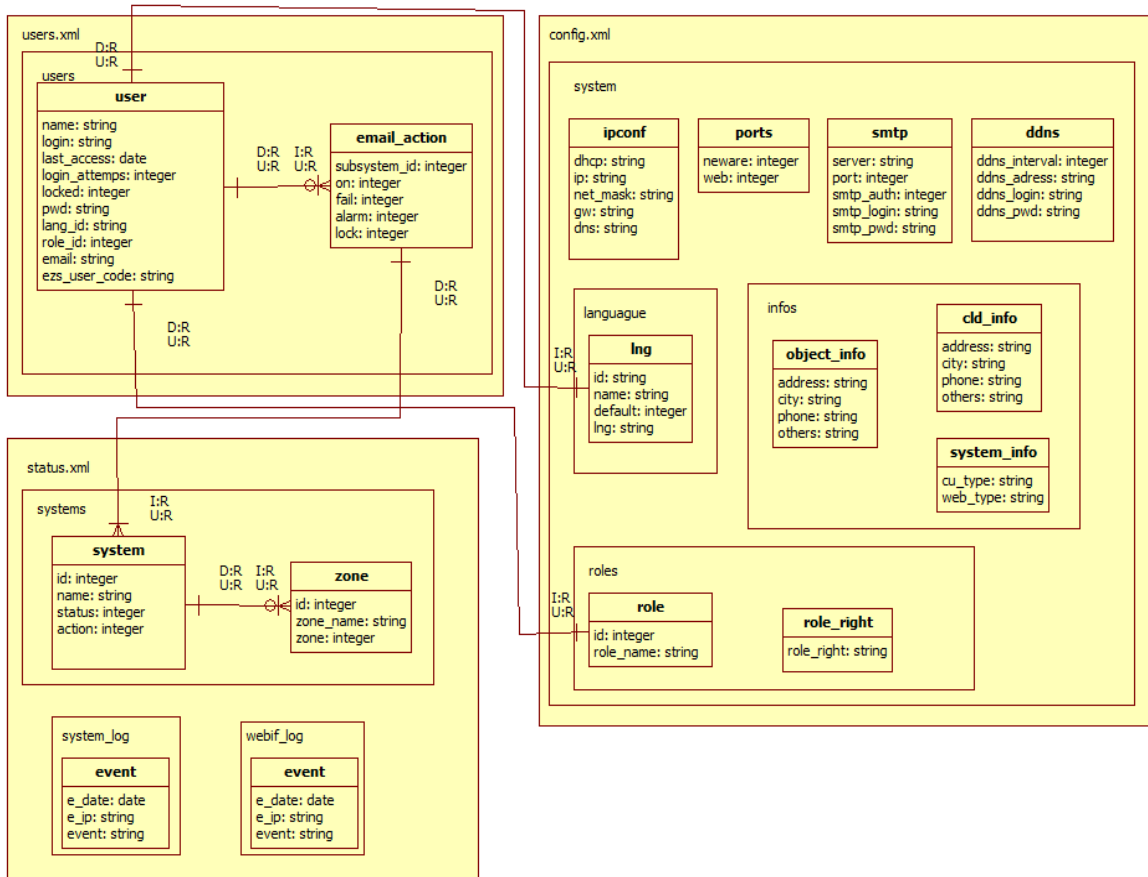 users.xml
D:R
U:R
users
user
name: string
login: string
last_access: date
login_attemps: integer
locked: integer
pwd: string
lang_id: string
role_id: integer
email: string
ezs_user_code: string
D:R I:R
U:R U:R
email_action
subsystem_id: integer
on: integer
fail: integer
alarm: integer
lock: integer
D:R
U:R
D:R
U:R
config.xml
system
ipconf
dhcp: string
ip: string
net_mask: string
gw: string
dns: string
ports
neware: integer
web: integer
smtp
server: string
port: integer
smtp_auth: integer
smtp_login: string
smtp_pwd: string
ddns
ddns_interval: integer
ddns_adress: string
ddns_login: string
ddns_pwd: string
languague
I:R
U:R
lng
id: string
name: string
default: integer
lng: string
infos
object_info
address: string
city: string
phone: string
others: string
cld_info
address: string
city: string
phone: string
others: string
system_info
cu_type: string
web_type: string
roles
I:R
U:R
role
id: integer
role_name: string
role_right
role_right: string
status.xml
systems
I:R
U:R
system
id: integer
name: string
status: integer
action: integer
D:R I:R
U:R U:R
zone
id: integer
zone_name: string
zone: integer
system_log
event
e_date: date
e_ip: string
event: string
webif_log
event
e_date: date
e_ip: string
event: string